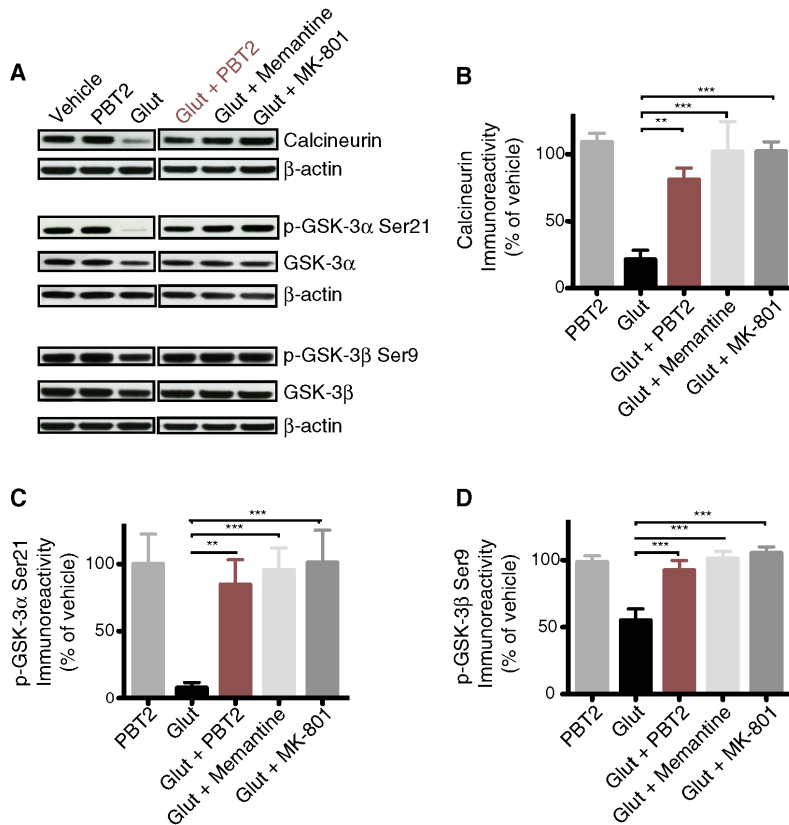 A
Vehicle
PBT2
Glut
Glut + PBT2
Glut + Memantine
Glut + MK-801
Calcineurin
β-actin
p-GSK-3α Ser21
GSK-3α
β-actin
p-GSK-3β Ser9
GSK-3β
β-actin
B
Calcineurin
Immunoreactivity
(% of vehicle)
100
50
0
***
***
**
PBT2
Glut
Glut + PBT2
Glut + Memantine
Glut + MK-801
C
p-GSK-3α Ser21
Immunoreactivity
(% of vehicle)
100
50
0
***
***
**
PBT2
Glut
Glut + PBT2
Glut + Memantine
Glut + MK-801
D
p-GSK-3β Ser9
Immunoreactivity
(% of vehicle)
100
50
0
***
***
***
PBT2
Glut
Glut + PBT2
Glut + Memantine
Glut + MK-801